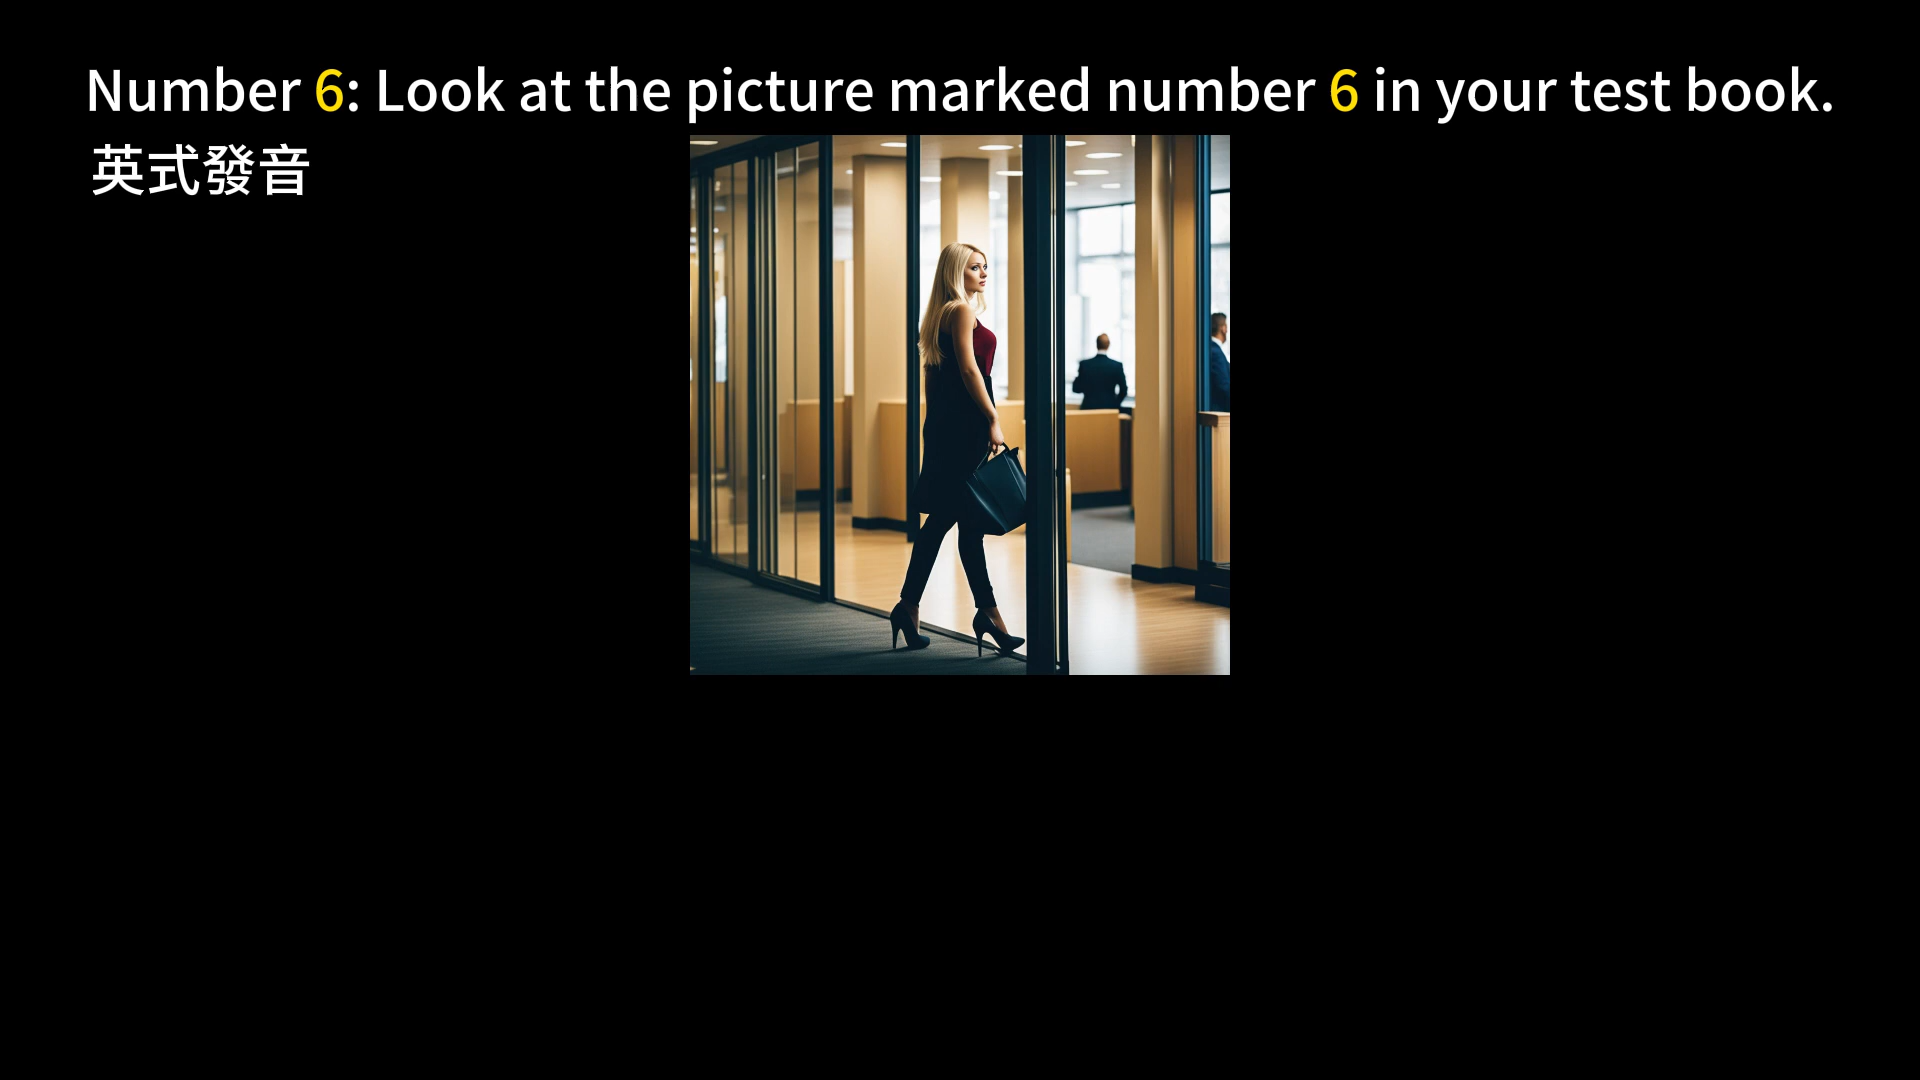 Number 6: Look at the picture marked number 6 in your test book.
英式發音